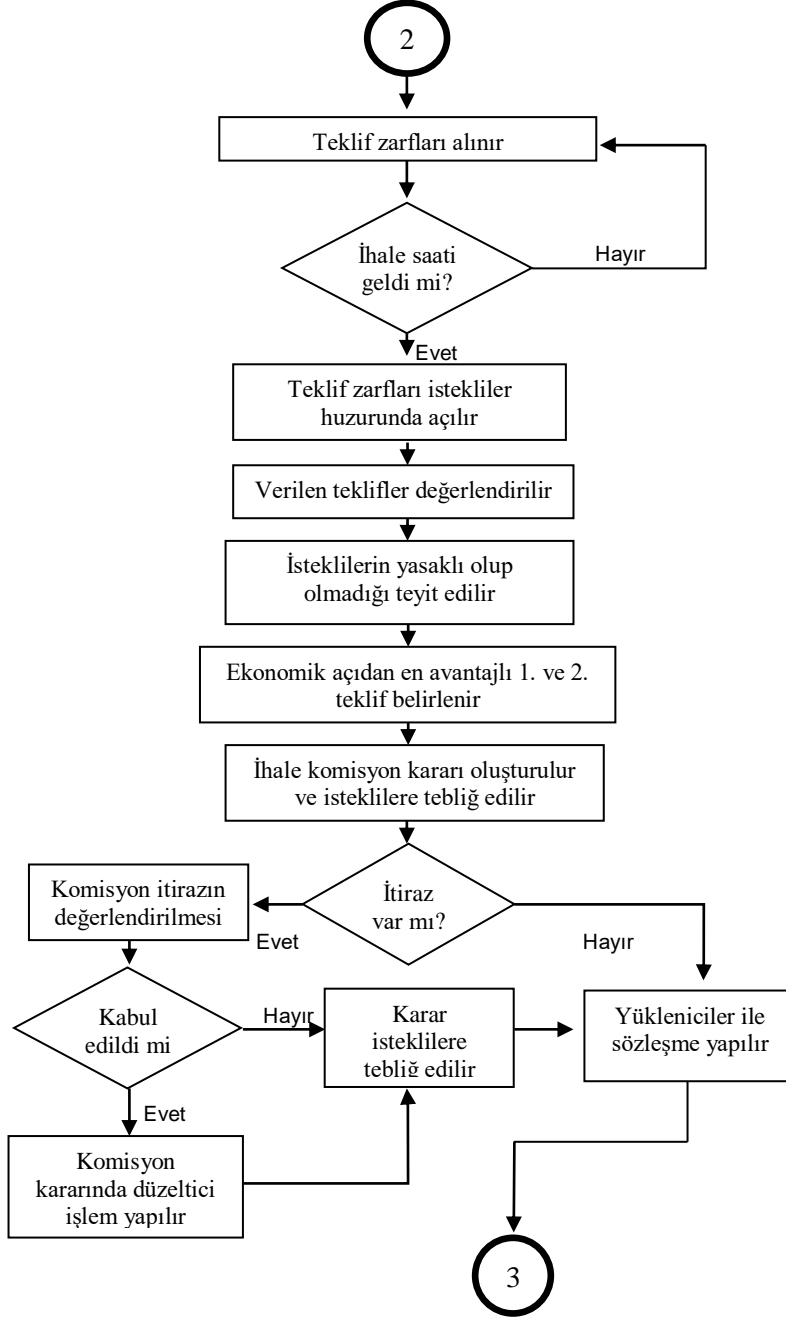 2
Teklif zarfları alınır
İhale saati
geldi mi?
Hayır
Evet
Teklif zarfları istekliler
huzurunda açılır
Verilen teklifler değerlendirilir
İsteklilerin yasaklı olup
olmadığı teyit edilir
Ekonomik açıdan en avantajlı 1. ve 2.
teklif belirlenir
İhale komisyon kararı oluşturulur
ve isteklilere tebliğ edilir
İtiraz
var mı?
Evet
Hayır
Komisyon itirazın
değerlendirilmesi
Kabul
edildi mi
Hayır
Evet
Karar
isteklilere
tebliğ edilir
Yükleniciler ile
sözleşme yapılır
Komisyon
kararında düzeltici
işlem yapılır
3